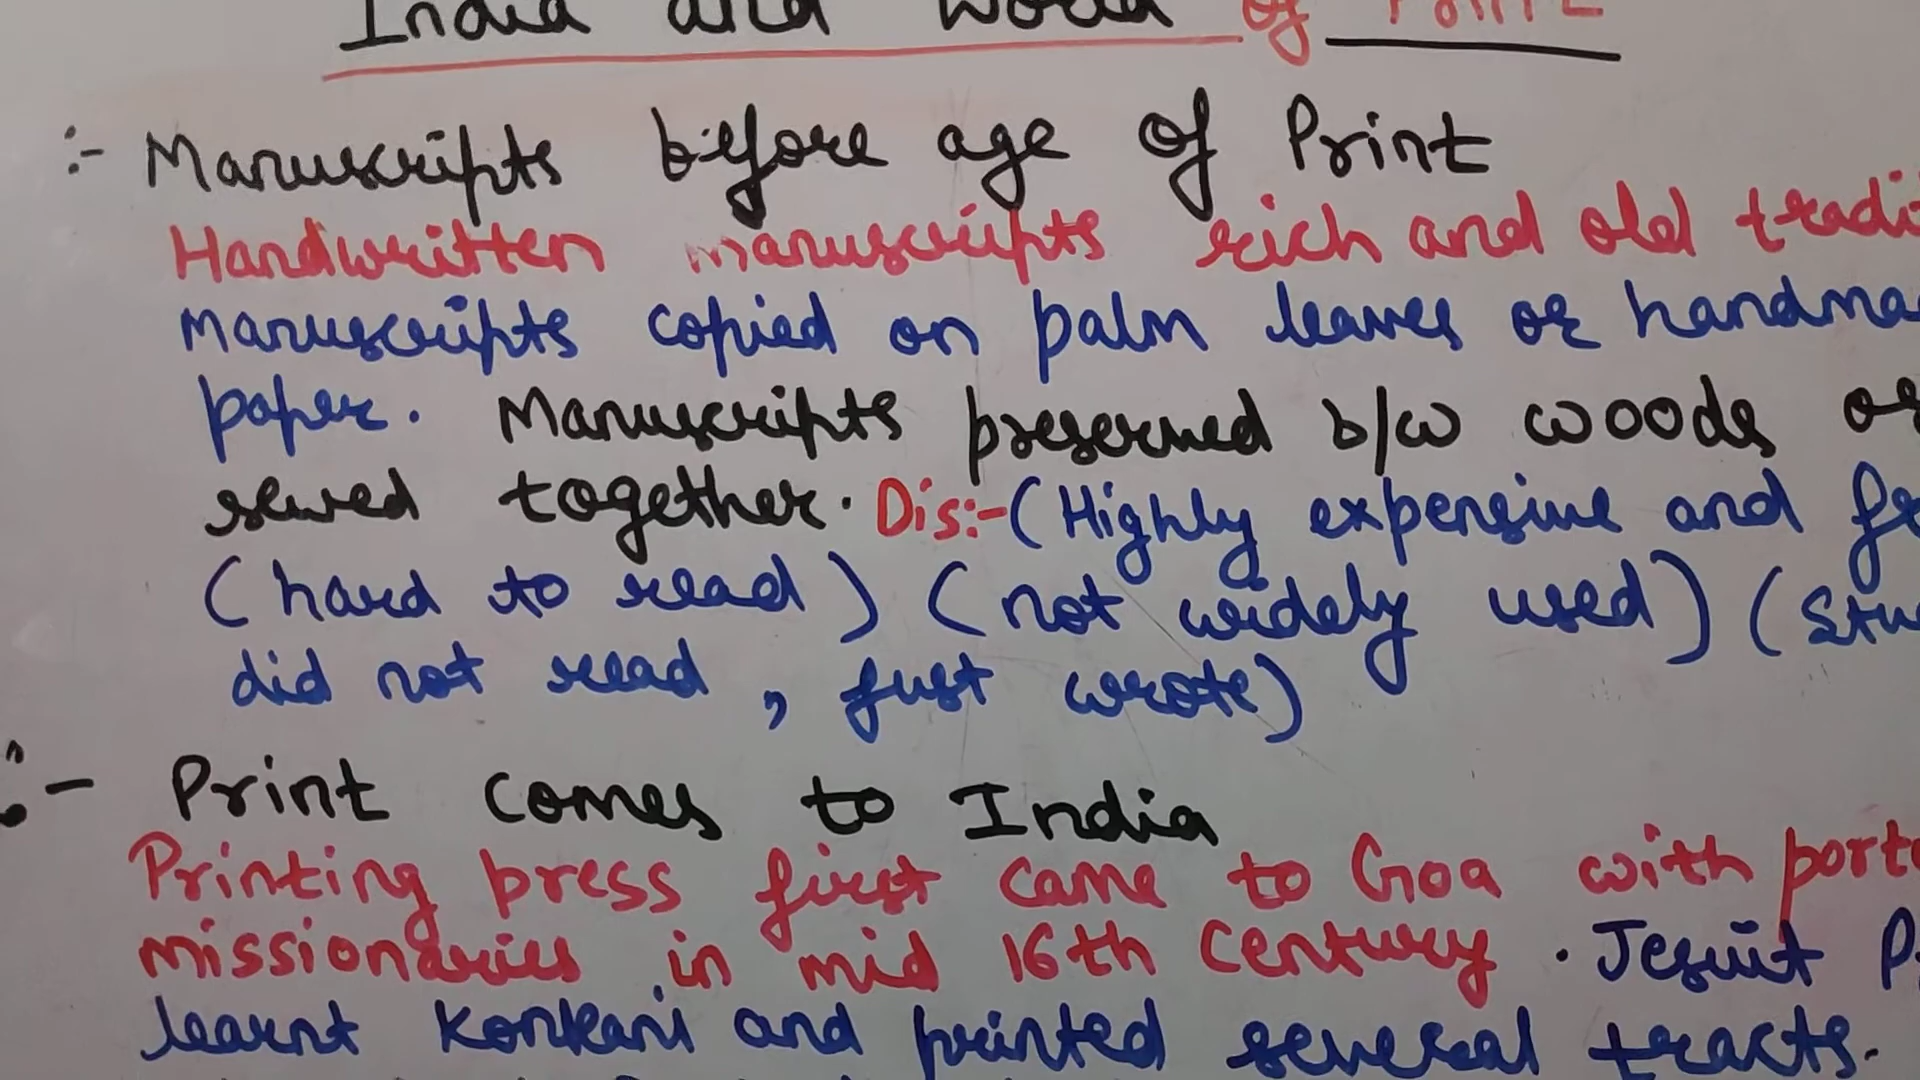 India and World of Print
:- Manuscripts before age of Print
Handwritten manuscripts rich and old
Manuscripts copied on palm leaves or
paper. Manuscripts preserved b/w woods or
sewed together. Dis:- (Highly expensive and
(hard to read) (not widely used) (
did not read, just wrote)
:- Print comes to India
Printing press first came to Goa with
missionaries in mid 16th century. Jesuit
learnt Konkani and printed several tracts.